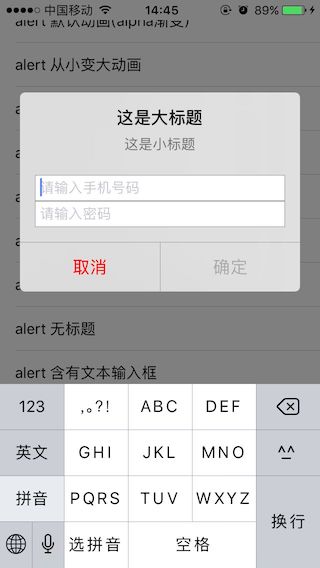 中国移动 14:45 89%
alert 默认动画(alpha渐变)
alert 从小变大动画
这是大标题
这是小标题
请输入手机号码
请输入密码
取消 确定
alert 无标题
alert 含有文本输入框
123 ,。?! ABC DEF
英文 GHI JKL MNO ^^
拼音 PQRS TUV WXYZ 换行
选拼音 空格